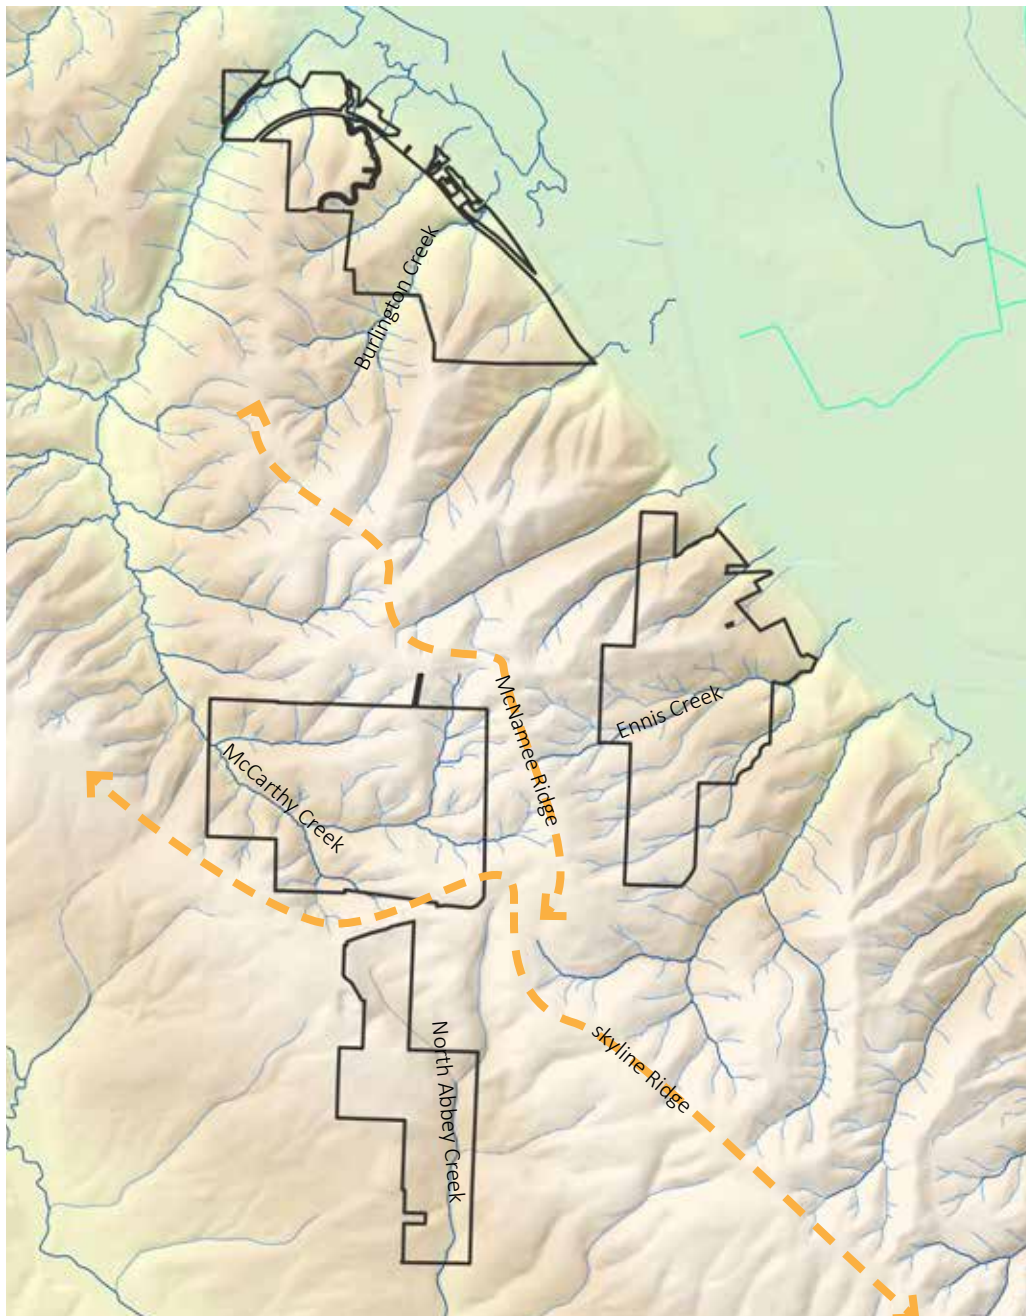 Burlington Creek
McNamee Ridge
Ennis Creek
McCarthy Creek
North Abbey Creek
skyline Ridge